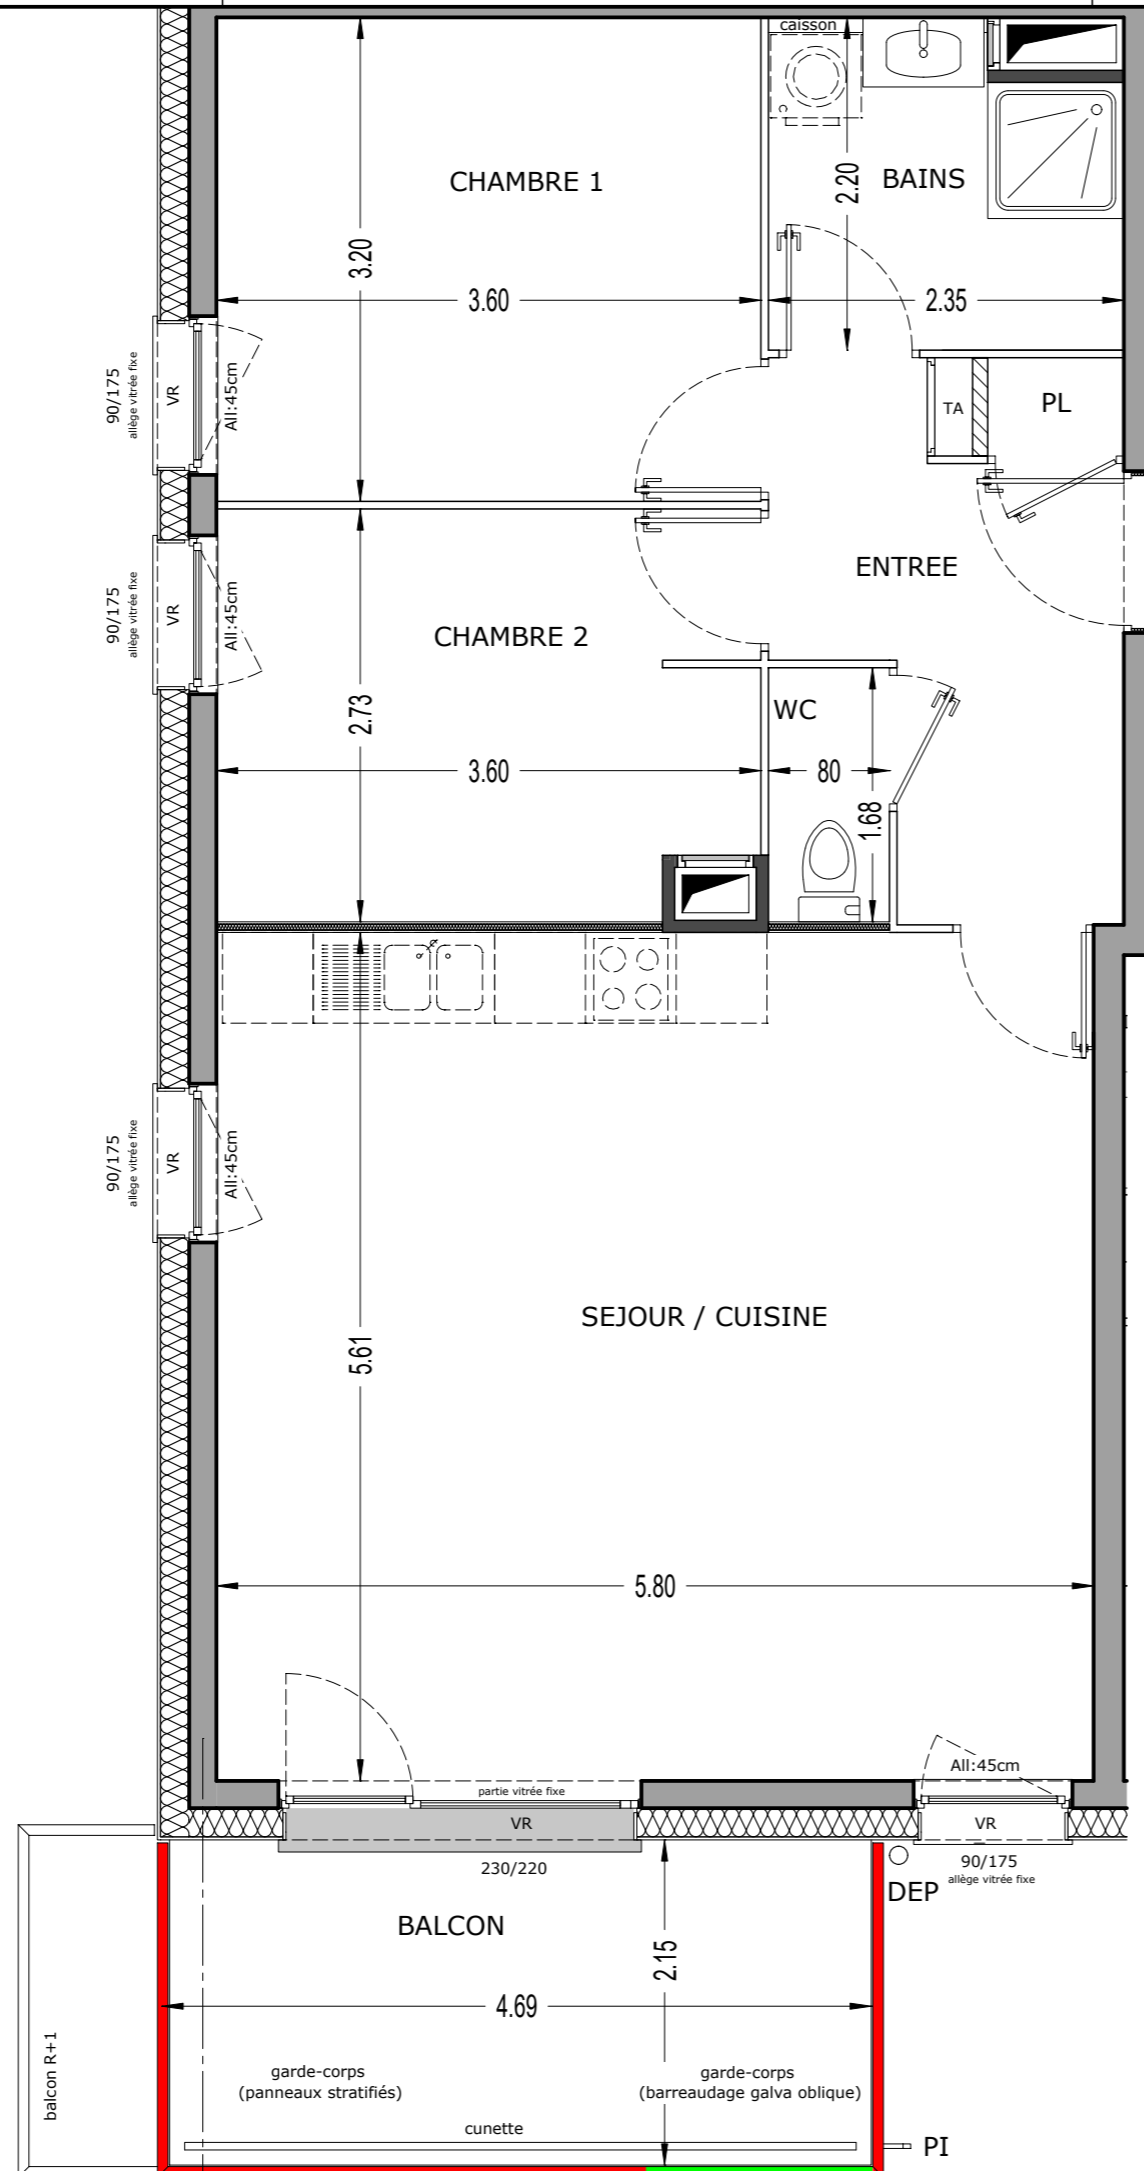 caisson
CHAMBRE 1
BAINS
2.20
3.20
3.60
2.35
90/175
allège vitrée fixe
VR
All:45cm
TA
PL
ENTREE
90/175
allège vitrée fixe
VR
All:45cm
CHAMBRE 2
WC
2.73
3.60
80
1.68
90/175
allège vitrée fixe
VR
All:45cm
SEJOUR / CUISINE
5.61
5.80
All:45cm
partie vitrée fixe
VR
VR
230/220
90/175
allège vitrée fixe
DEP
BALCON
2.15
4.69
balcon R+1
garde-corps
(panneaux stratifiés)
garde-corps
(barreaudage galva oblique)
cunette
PI